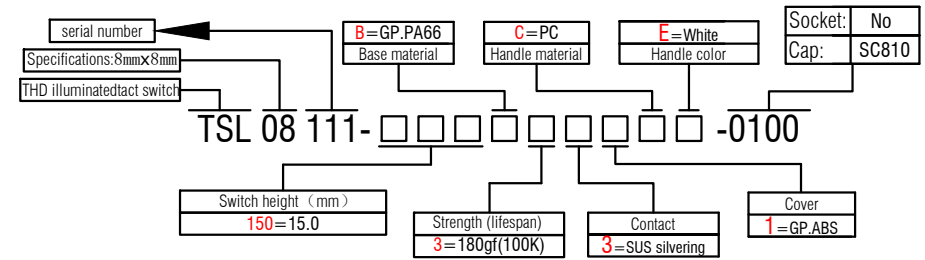 serial number
Specifications:8mmx8mm
THD illuminatedtact switch
B=GP.PA66
Base material
C=PC
Handle material
E=White
Handle color
Socket: No
Cap: SC810
TSL 08 111-□□□□□□□□□-0100
Switch height（mm）
150=15.0
Strength (lifespan)
3=180gf(100K)
Contact
3=SUS silvering
Cover
1=GP.ABS